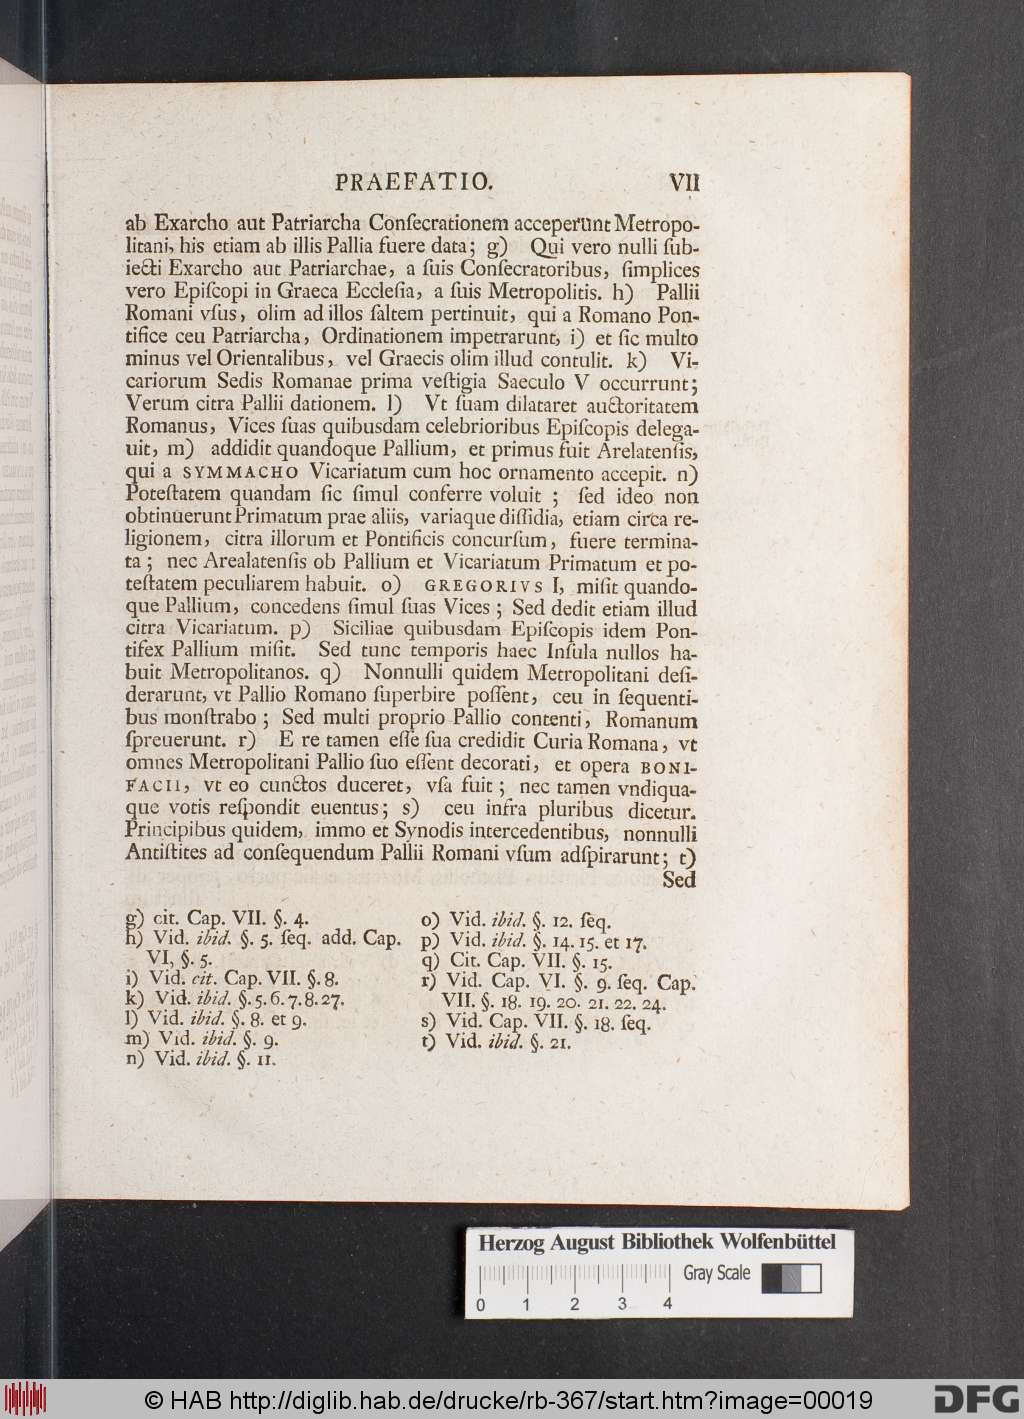 PRAEFATIO. VII
ab Exarcho aut Patriarcha Conſecrationem acceperunt Metropo-
litani, his etiam ab illis Pallia fuere data; g) Qui vero nulli ſub-
iecti Exarcho aut Patriarchae, a ſuis Conſecratoribus, ſimplices
vero Epiſcopi in Graeca Eccleſia, a ſuis Metropolitis. h) Pallii
Romani vſus, olim ad illos ſaltem pertinuit, qui a Romano Pon-
tifice ceu Patriarcha, Ordinationem impetrarunt, i) et ſic multo
minus vel Orientalibus, vel Graecis olim illud contulit. k) Vi-
cariorum Sedis Romanae prima veſtigia Saeculo V occurrunt;
Verum citra Pallii dationem. l) Vt ſuam dilataret auctoritatem
Romanus, Vices ſuas quibusdam celebrioribus Epiſcopis delega-
uit, m) addidit quandoque Pallium, et primus fuit Arelatenſis,
qui a SYMMACHO Vicariatum cum hoc ornamento accepit. n)
Poteſtatem quandam ſic ſimul conferre voluit ; ſed ideo non
obtinuerunt Primatum prae aliis, variaque diſſidia, etiam circa re-
ligionem, citra illorum et Pontificis concurſum, fuere termina-
ta ; nec Arealatenſis ob Pallium et Vicariatum Primatum et po-
teſtatem peculiarem habuit. o) GREGORIVS I, miſit quando-
que Pallium, concedens ſimul ſuas Vices ; Sed dedit etiam illud
citra Vicariatum. p) Siciliae quibusdam Epiſcopis idem Pon-
tifex Pallium miſit. Sed tunc temporis haec Inſula nullos ha-
buit Metropolitanos. q) Nonnulli quidem Metropolitani deſi-
derarunt, vt Pallio Romano ſuperbire poſſent, ceu in ſequenti-
bus monſtrabo ; Sed multi proprio Pallio contenti, Romanum
ſpreuerunt. r) E re tamen eſſe ſua credidit Curia Romana, vt
omnes Metropolitani Pallio ſuo eſſent decorati, et opera BONI-
FACII, vt eo cunctos duceret, vſa fuit ; nec tamen vndiqua-
que votis reſpondit euentus; s) ceu infra pluribus dicetur.
Principibus quidem, immo et Synodis intercedentibus, nonnulli
Antiſtites ad conſequendum Pallii Romani vſum adſpirarunt; t)
Sed
g) cit. Cap. VII. §. 4.
h) Vid. ibid. §. 5. ſeq. add. Cap.
VI, §. 5.
i) Vid. cit. Cap. VII. §. 8.
k) Vid. ibid. §. 5. 6. 7. 8. 27.
l) Vid. ibid. §. 8. et 9.
m) Vid. ibid. §. 9.
n) Vid. ibid. §. 11.
o) Vid. ibid. §. 12. ſeq.
p) Vid. ibid. §. 14. 15. et 17.
q) Cit. Cap. VII. §. 15.
r) Vid. Cap. VI. §. 9. ſeq. Cap.
VII. §. 18. 19. 20. 21. 22. 24.
s) Vid. Cap. VII. §. 18. ſeq.
t) Vid. ibid. §. 21.
Herzog August Bibliothek Wolfenbüttel
Gray Scale
0 1 2 3 4
© HAB http://diglib.hab.de/drucke/rb-367/start.htm?image=00019
DFG